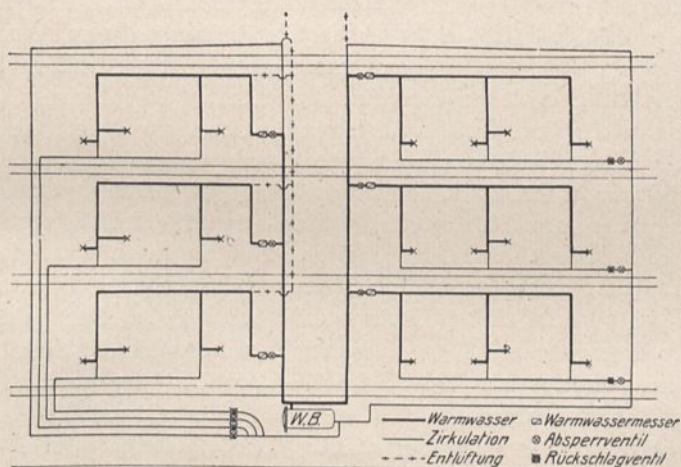 W.B.
Warmwasser
Zirkulation
Entlüftung
Warmwassermesser
Absperrventil
Rückschlagventil